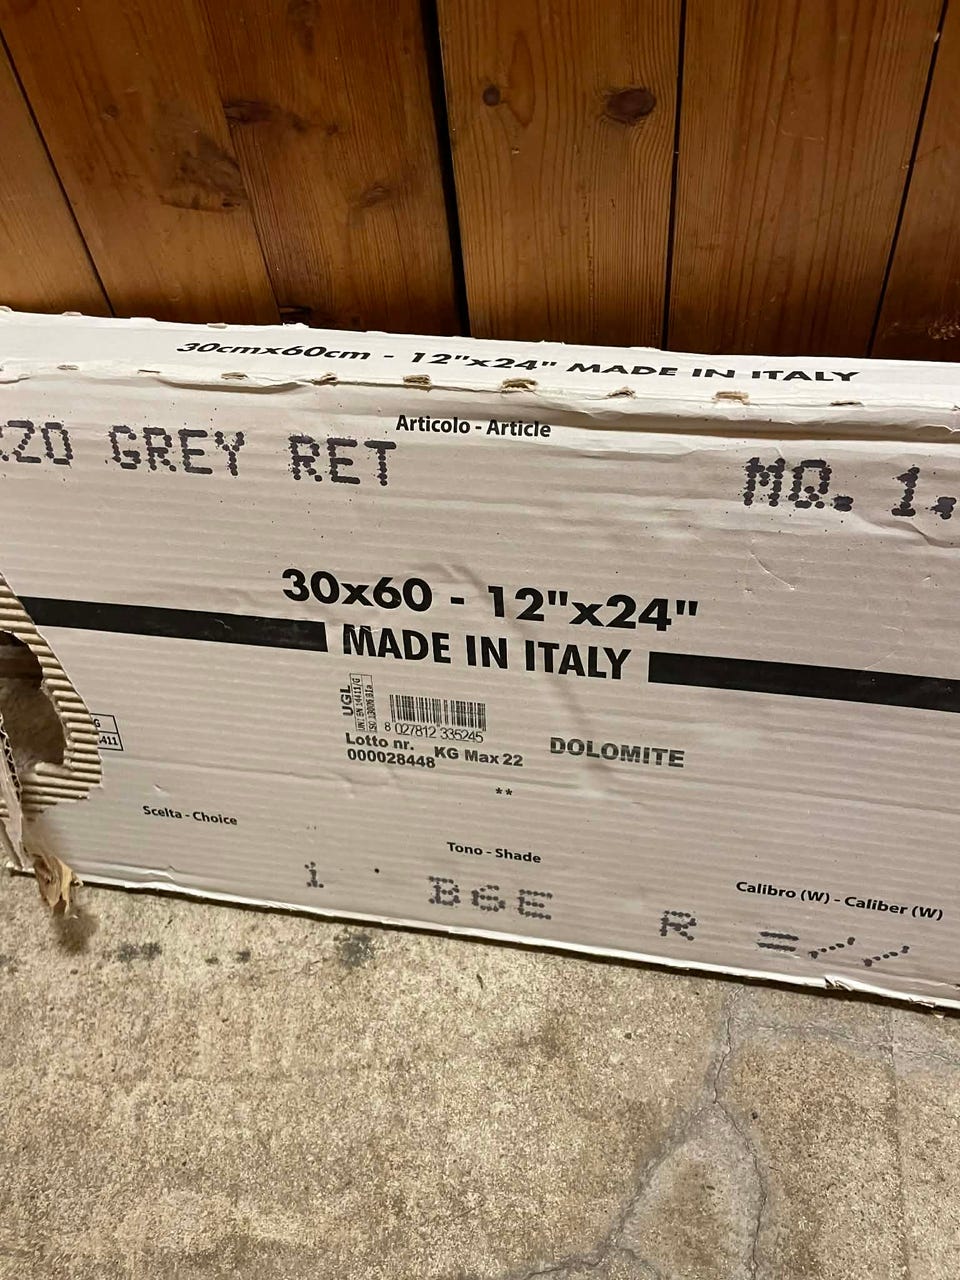 30cmx60cm - 12"x24" MADE IN ITALY
Articolo - Article
GREY RET
MQ. 1.
30x60 - 12"x24"
MADE IN ITALY
UGL
8 027812 335245
Lotto nr.
000028448
KG Max 22
DOLOMITE
**
Scelta - Choice
Tono - Shade
Calibro (W) - Caliber (W)
1
B6E
R =//